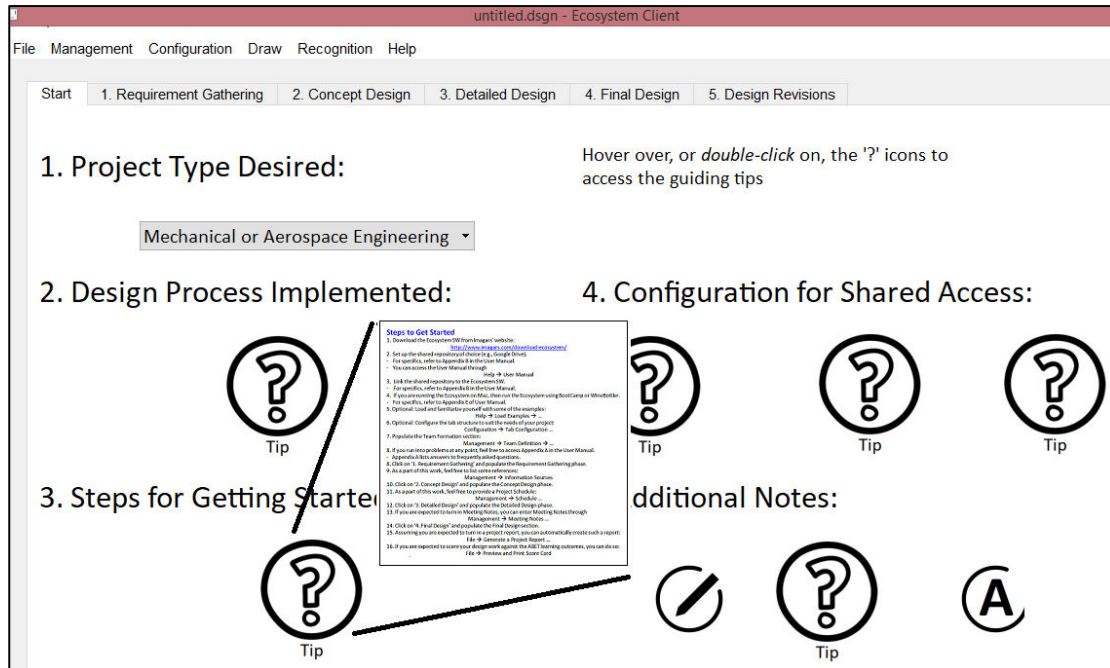 untitled.dsgn - Ecosystem Client
File Management Configuration Draw Recognition Help
Start 1. Requirement Gathering 2. Concept Design 3. Detailed Design 4. Final Design 5. Design Revisions
1. Project Type Desired:
Hover over, or double-click on, the '?' icons to
access the guiding tips
Mechanical or Aerospace Engineering
2. Design Process Implemented:
4. Configuration for Shared Access:
Tip
Tip
Tip
Steps to Get Started
1. Download the Ecosystem SW from Imagars' website:
http://www.imagars.com/download-ecosystem/
2. Set up the shared repository of choice (e.g., Google Drive).
- For specifics, refer to Appendix B in the User Manual.
- You can access the User Manual through
Help → User Manual
3. Link the shared repository to the Ecosystem SW.
- For specifics, refer to Appendix B in the User Manual.
4. If you are running the Ecosystem on Mac, then run the Ecosystem using BootCamp or WineBottler.
- For specifics, refer to Appendix E of User Manual.
5. Optional: Load and familiarize yourself with some of the examples:
Help → Load Examples → ...
6. Optional: Configure the tab structure to suit the needs of your project:
Configuration → Tab Configuration ...
7. Populate the Team Formation section:
Management → Team Definition → ...
8. If you run into problems at any point, feel free to access Appendix A in the User Manual.
- Appendix A lists answers to frequently asked questions.
8. Click on '1. Requirement Gathering' and populate the Requirement Gathering phase.
9. As a part of this work, feel free to list some references:
Management → Information Sources
10. Click on '2. Concept Design' and populate the Concept Design phase.
11. As a part of this work, feel free to provide a Project Schedule:
Management → Schedule ...
12. Click on '3. Detailed Design' and populate the Detailed Design phase.
13. If you are expected to turn in Meeting Notes, you can enter Meeting Notes through
Management → Meeting Notes ...
14. Click on '4. Final Design' and populate the Final Design section.
15. Assuming you are expected to turn in a project report, you can automatically create such a report:
File → Generate a Project Report ...
16. If you are expected to score your design work against the ABET learning outcomes, you can do so:
File → Preview and Print Score Card
Tip
3. Steps for Getting Starte
dditional Notes:
A
Tip
Tip